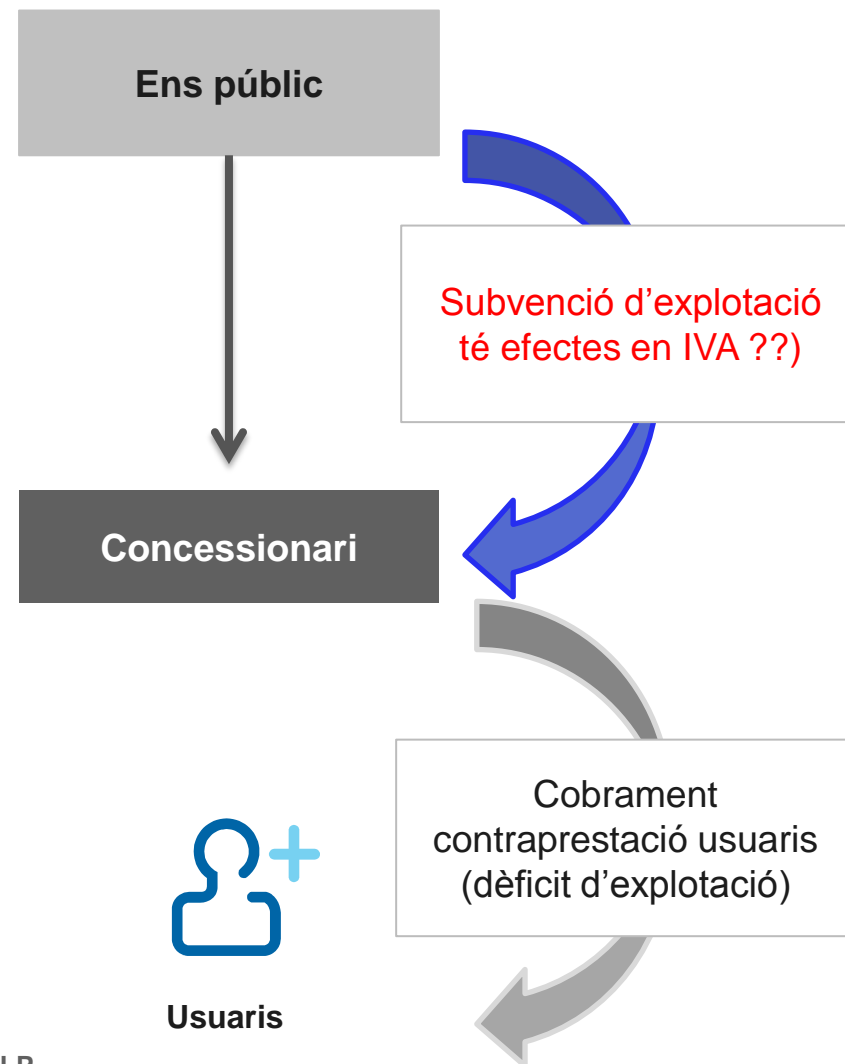 Ens públic
Subvenció d’explotació
té efectes en IVA ??)
Concessionari
Cobrament
contraprestació usuaris
(dèficit d’explotació)
Usuaris